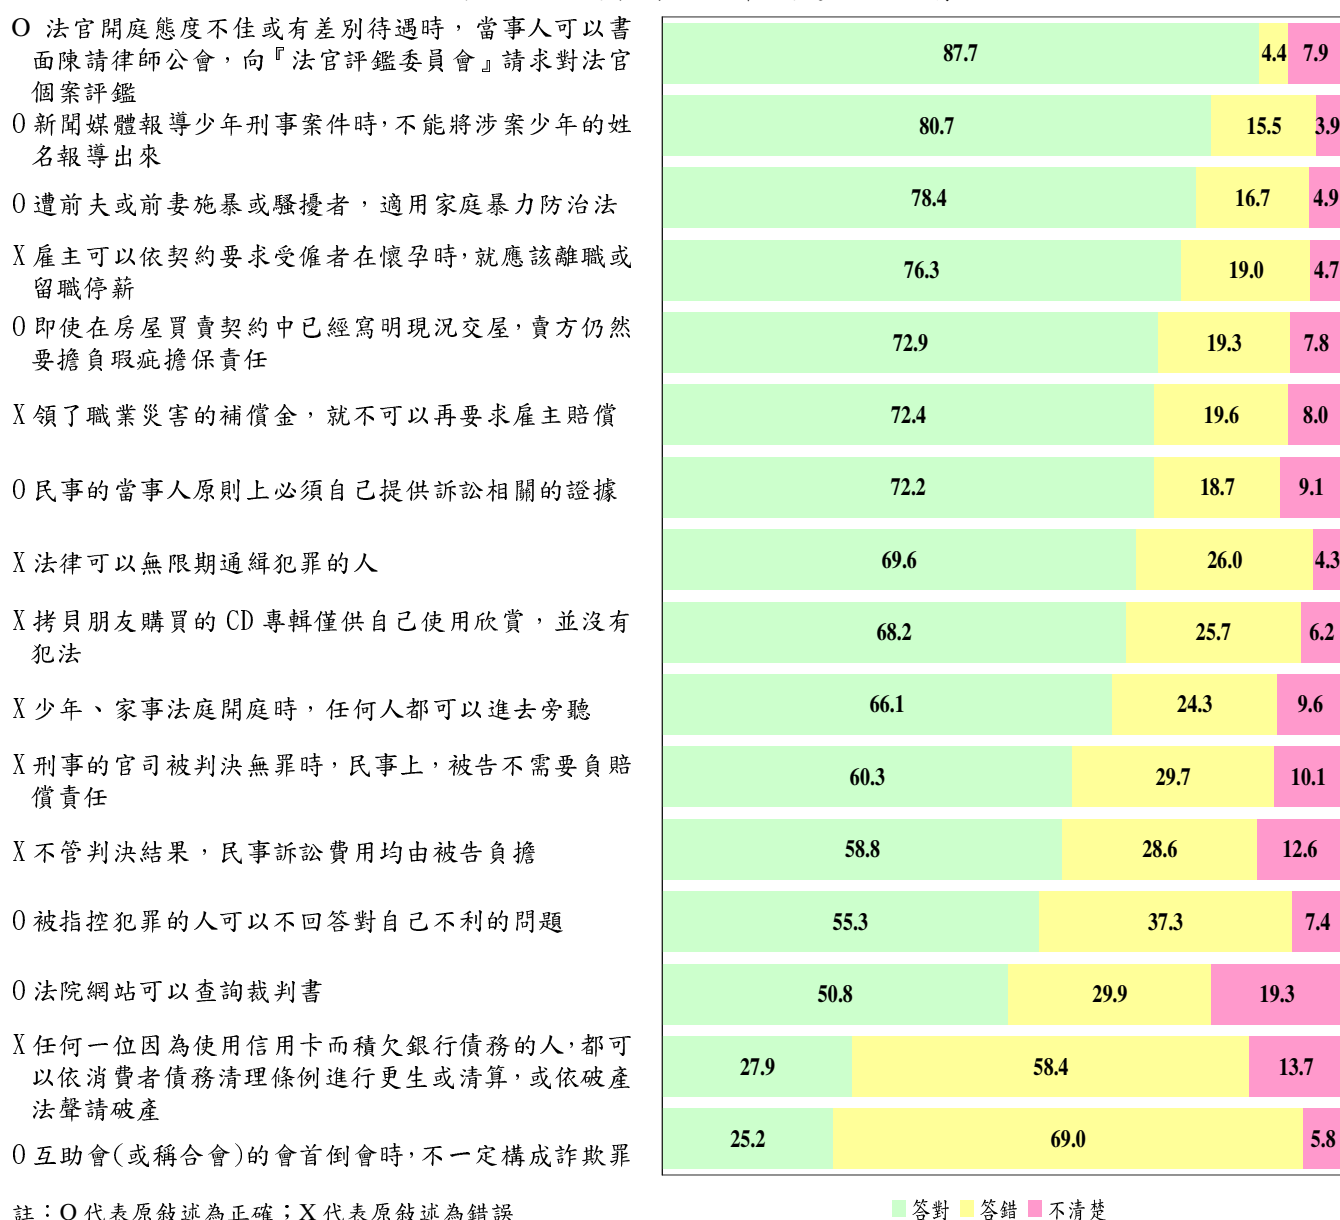 O 法官開庭態度不佳或有差別待遇時，當事人可以書
面陳請律師公會，向『法官評鑑委員會』請求對法官
個案評鑑
87.7 4.4 7.9
O 新聞媒體報導少年刑事案件時，不能將涉案少年的姓
名報導出來
80.7 15.5 3.9
O 遭前夫或前妻施暴或騷擾者，適用家庭暴力防治法
78.4 16.7 4.9
X 雇主可以依契約要求受僱者在懷孕時，就應該離職或
留職停薪
76.3 19.0 4.7
O 即使在房屋買賣契約中已經寫明現況交屋，賣方仍然
要擔負瑕疵擔保責任
72.9 19.3 7.8
X 領了職業災害的補償金，就不可以再要求雇主賠償
72.4 19.6 8.0
O 民事的當事人原則上必須自己提供訴訟相關的證據
72.2 18.7 9.1
X 法律可以無限期通緝犯罪的人
69.6 26.0 4.3
X 拷貝朋友購買的 CD 專輯僅供自己使用欣賞，並沒有
犯法
68.2 25.7 6.2
X 少年、家事法庭開庭時，任何人都可以進去旁聽
66.1 24.3 9.6
X 刑事的官司被判決無罪時，民事上，被告不需要負賠
償責任
60.3 29.7 10.1
X 不管判決結果，民事訴訟費用均由被告負擔
58.8 28.6 12.6
O 被指控犯罪的人可以不回答對自己不利的問題
55.3 37.3 7.4
O 法院網站可以查詢裁判書
50.8 29.9 19.3
X 任何一位因為使用信用卡而積欠銀行債務的人，都可
以依消費者債務清理條例進行更生或清算，或依破產
法聲請破產
27.9 58.4 13.7
O 互助會(或稱合會)的會首倒會時，不一定構成詐欺罪
25.2 69.0 5.8
註：O 代表原敍述為正確；X 代表原敍述為錯誤
答對 答錯 不清楚